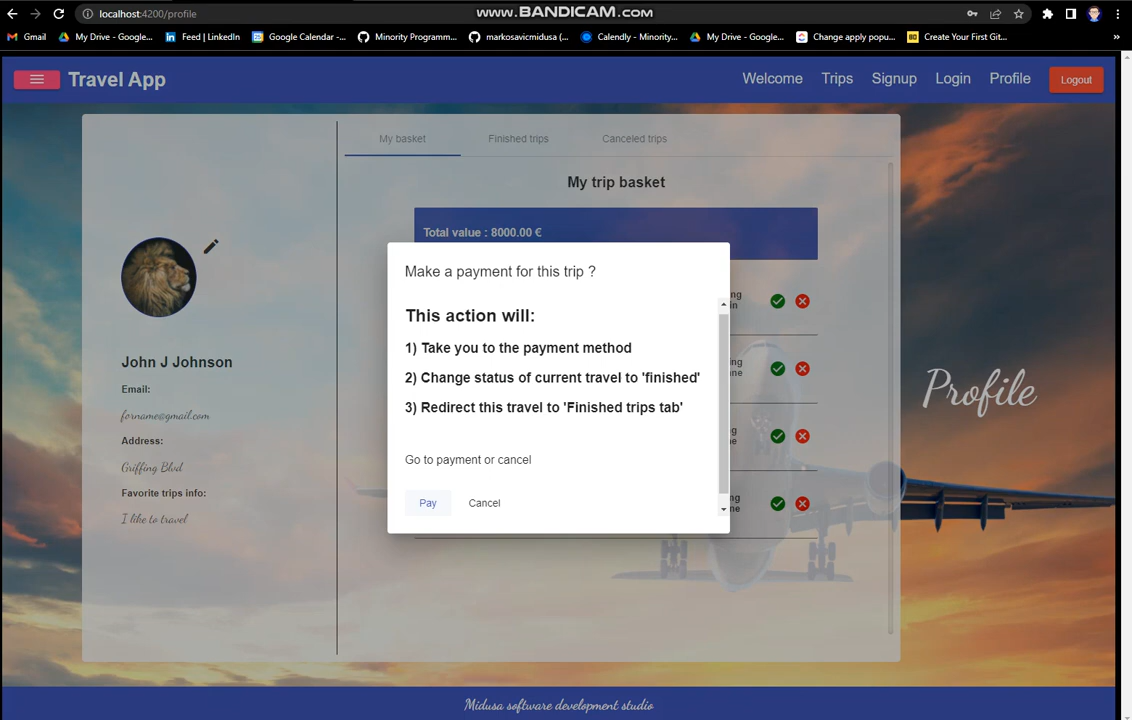 www.BANDICAM.com
localhost:4200/profile
Gmail
My Drive - Google...
Feed | LinkedIn
Google Calendar -...
Minority Programm...
markosavicmidusa (...
Calendly - Minority...
My Drive - Google...
Change apply popu...
Create Your First Git...
»
Travel App
Welcome
Trips
Signup
Login
Profile
Logout
My basket
Finished trips
Canceled trips
My trip basket
Total value : 8000.00 €
Make a payment for this trip ?
This action will:
1) Take you to the payment method
2) Change status of current travel to 'finished'
3) Redirect this travel to 'Finished trips tab'
Go to payment or cancel
Pay
Cancel
John J Johnson
Email:
forname@gmail.com
Address:
Griffing Blvd
Favorite trips info:
I like to travel
Profile
Midusa software development studio